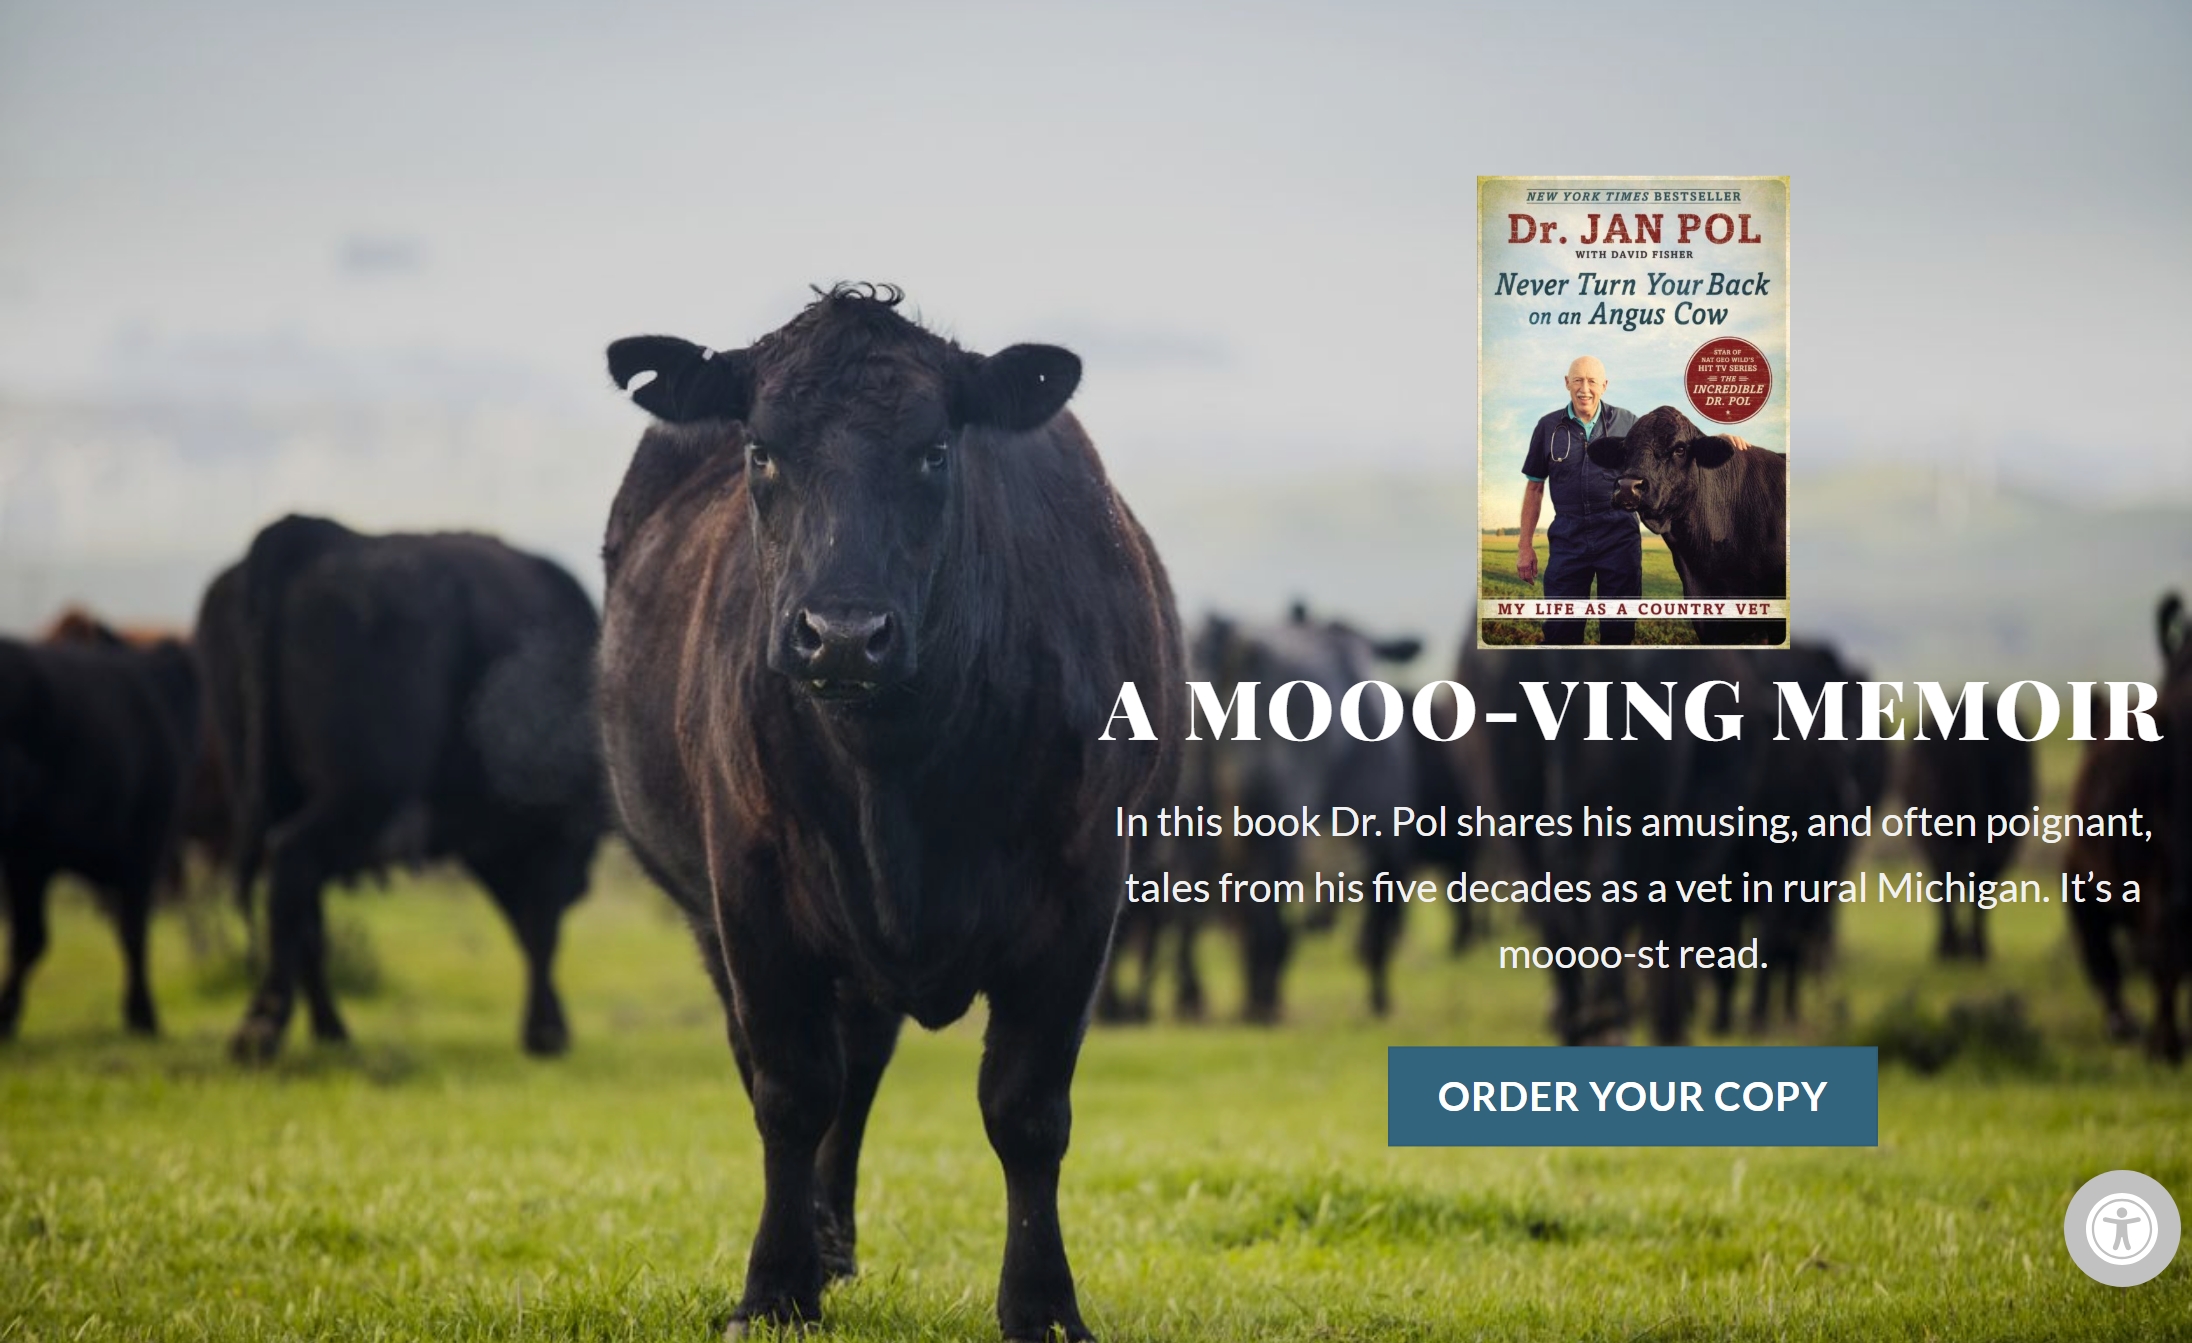 NEW YORK TIMES BESTSELLER
Dr. JAN POL
WITH DAVID FISHER
Never Turn Your Back
on an Angus Cow
STAR OF
NAT GEO WILD'S
HIT TV SERIES
THE
INCREDIBLE
DR. POL
MY LIFE AS A COUNTRY VET
A MOOO-VING MEMOIR
In this book Dr. Pol shares his amusing, and often poignant,
tales from his five decades as a vet in rural Michigan. It’s a
moooo-st read.
ORDER YOUR COPY